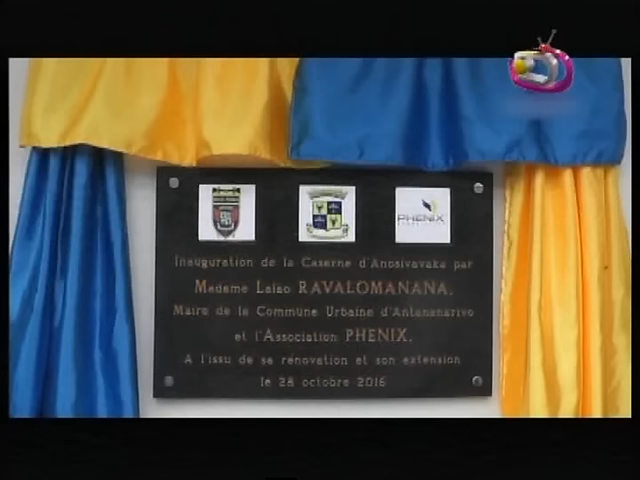 PHENIX
Inauguration de la Caserne d'Anosivavaka par
Madame Lalao RAVALOMANANA,
Maire de la Commune Urbaine d'Antananarivo
et l'Association PHENIX,
A l'issu de sa rénovation et son extension
le 28 octobre 2016